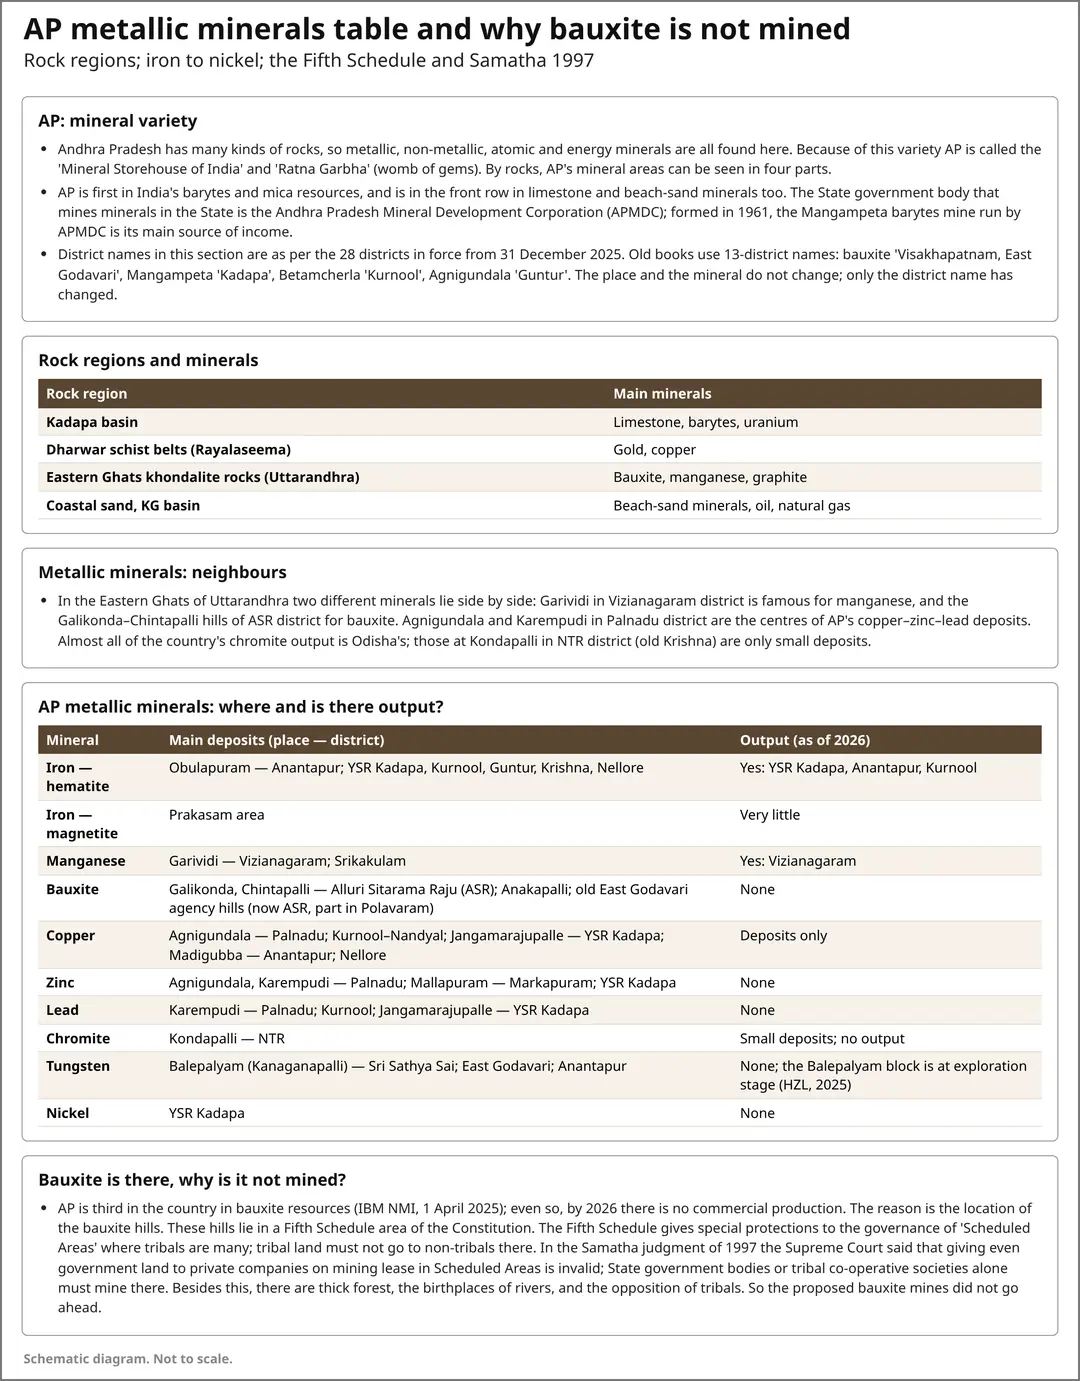 AP metallic minerals table and why bauxite is not mined
Rock regions; iron to nickel; the Fifth Schedule and Samatha 1997
AP: mineral variety
• Andhra Pradesh has many kinds of rocks, so metallic, non-metallic, atomic and energy minerals are all found here. Because of this variety AP is called the
'Mineral Storehouse of India' and 'Ratna Garbha' (womb of gems). By rocks, AP's mineral areas can be seen in four parts.
• AP is first in India's barytes and mica resources, and is in the front row in limestone and beach-sand minerals too. The State government body that
mines minerals in the State is the Andhra Pradesh Mineral Development Corporation (APMDC); formed in 1961, the Mangampeta barytes mine run by
APMDC is its main source of income.
• District names in this section are as per the 28 districts in force from 31 December 2025. Old books use 13-district names: bauxite 'Visakhapatnam, East
Godavari', Mangampeta 'Kadapa', Betamcherla 'Kurnool', Agnigundala 'Guntur'. The place and the mineral do not change; only the district name has
changed.
Rock regions and minerals
Rock region Main minerals
Kadapa basin Limestone, barytes, uranium
Dharwar schist belts (Rayalaseema) Gold, copper
Eastern Ghats khondalite rocks (Uttarandhra) Bauxite, manganese, graphite
Coastal sand, KG basin Beach-sand minerals, oil, natural gas
Metallic minerals: neighbours
• In the Eastern Ghats of Uttarandhra two different minerals lie side by side: Garividi in Vizianagaram district is famous for manganese, and the
Galikonda–Chintapalli hills of ASR district for bauxite. Agnigundala and Karempudi in Palnadu district are the centres of AP's copper–zinc–lead deposits.
Almost all of the country's chromite output is Odisha's; those at Kondapalli in NTR district (old Krishna) are only small deposits.
AP metallic minerals: where and is there output?
Mineral Main deposits (place — district) Output (as of 2026)
Iron — Obulapuram — Anantapur; YSR Kadapa, Kurnool, Guntur, Krishna, Nellore Yes: YSR Kadapa, Anantapur, Kurnool
hematite
Iron — Prakasam area Very little
magnetite
Manganese Garividi — Vizianagaram; Srikakulam Yes: Vizianagaram
Bauxite Galikonda, Chintapalli — Alluri Sitarama Raju (ASR); Anakapalli; old East Godavari None
agency hills (now ASR, part in Polavaram)
Copper Agnigundala — Palnadu; Kurnool–Nandyal; Jangamarajupalle — YSR Kadapa; Deposits only
Madigubba — Anantapur; Nellore
Zinc Agnigundala, Karempudi — Palnadu; Mallapuram — Markapuram; YSR Kadapa None
Lead Karempudi — Palnadu; Kurnool; Jangamarajupalle — YSR Kadapa None
Chromite Kondapalli — NTR Small deposits; no output
Tungsten Balepalyam (Kanaganapalli) — Sri Sathya Sai; East Godavari; Anantapur None; the Balepalyam block is at exploration
stage (HZL, 2025)
Nickel YSR Kadapa None
Bauxite is there, why is it not mined?
• AP is third in the country in bauxite resources (IBM NMI, 1 April 2025); even so, by 2026 there is no commercial production. The reason is the location of
the bauxite hills. These hills lie in a Fifth Schedule area of the Constitution. The Fifth Schedule gives special protections to the governance of 'Scheduled
Areas' where tribals are many; tribal land must not go to non-tribals there. In the Samatha judgment of 1997 the Supreme Court said that giving even
government land to private companies on mining lease in Scheduled Areas is invalid; State government bodies or tribal co-operative societies alone
must mine there. Besides this, there are thick forest, the birthplaces of rivers, and the opposition of tribals. So the proposed bauxite mines did not go
ahead.
Schematic diagram. Not to scale.